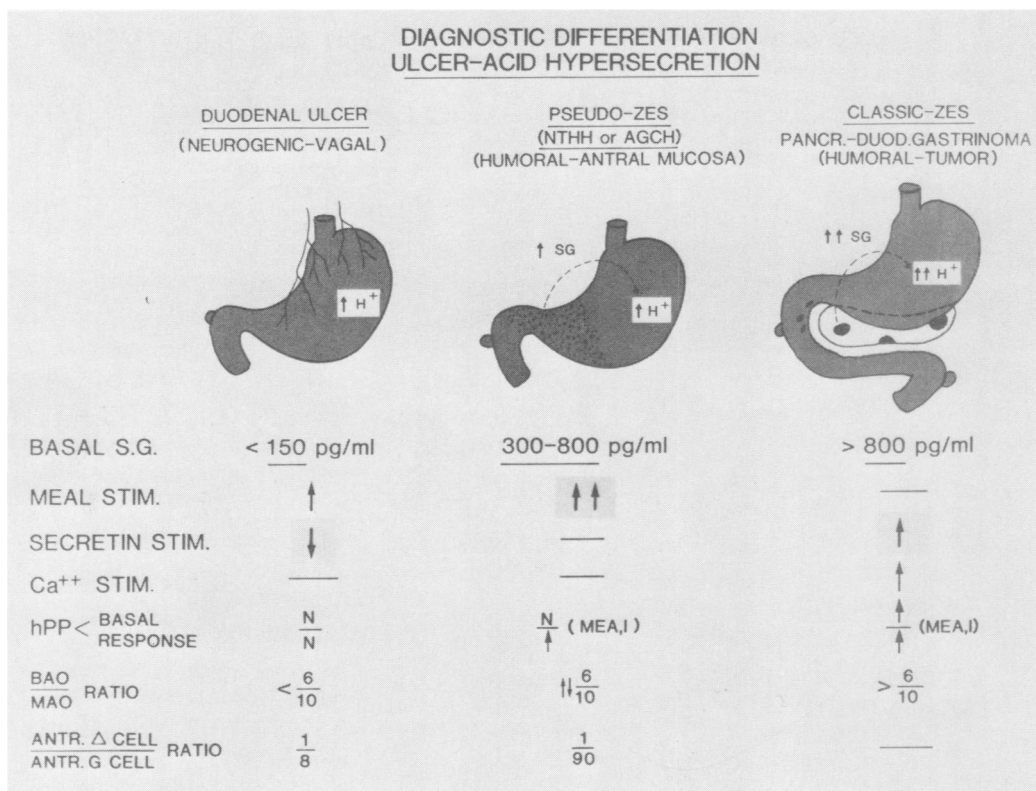 DIAGNOSTIC DIFFERENTIATION
ULCER-ACID HYPERSECRETION
DUODENAL ULCER
(NEUROGENIC-VAGAL)
PSEUDO-ZES
(NTHH or AGCH)
(HUMORAL-ANTRAL MUCOSA)
CLASSIC-ZES
PANCR.-DUOD.GASTRINOMA
(HUMORAL-TUMOR)
↑ H+
↑ SG
↑ H+
↑↑ SG
↑↑ H+
BASAL S.G. < 150 pg/ml 300-800 pg/ml > 800 pg/ml
MEAL STIM. ↑ ↑↑ —
SECRETIN STIM. ↓ — ↑
Ca++ STIM. — — ↑
hPP < BASAL N N (MEA,I) ↑ (MEA,I)
RESPONSE N ↑ ↑
BAO/MAO RATIO < 6/10 ↑↓ 6/10 > 6/10
ANTR. Δ CELL/ANTR. G CELL RATIO 1/8 1/90 —